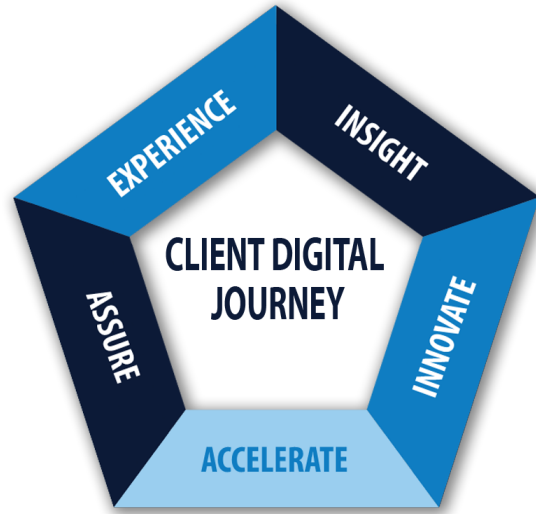 EXPERIENCE
INSIGHT
CLIENT DIGITAL
JOURNEY
ASSURE
INNOVATE
ACCELERATE